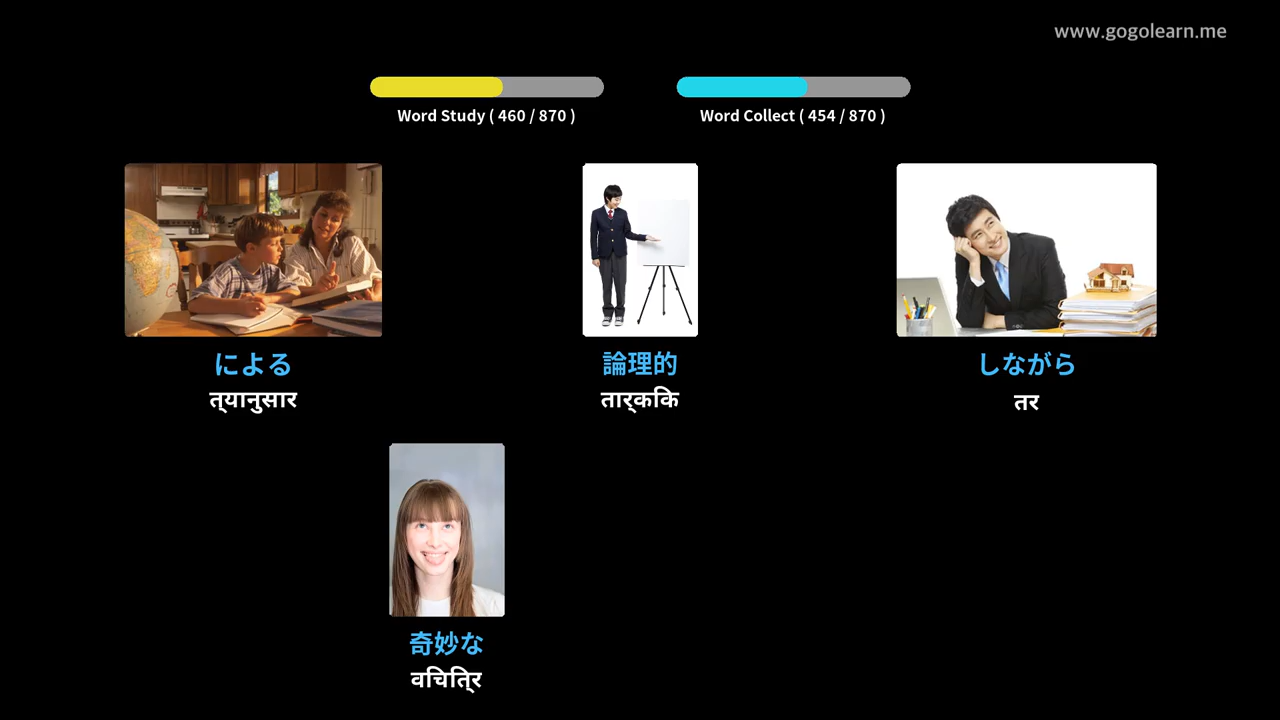 www.gogolearn.me
Word Study ( 460 / 870 )
Word Collect ( 454 / 870 )
による
त्यानुसार
論理的
तार्ककि
しながら
तर
奇妙な
वचित्रि